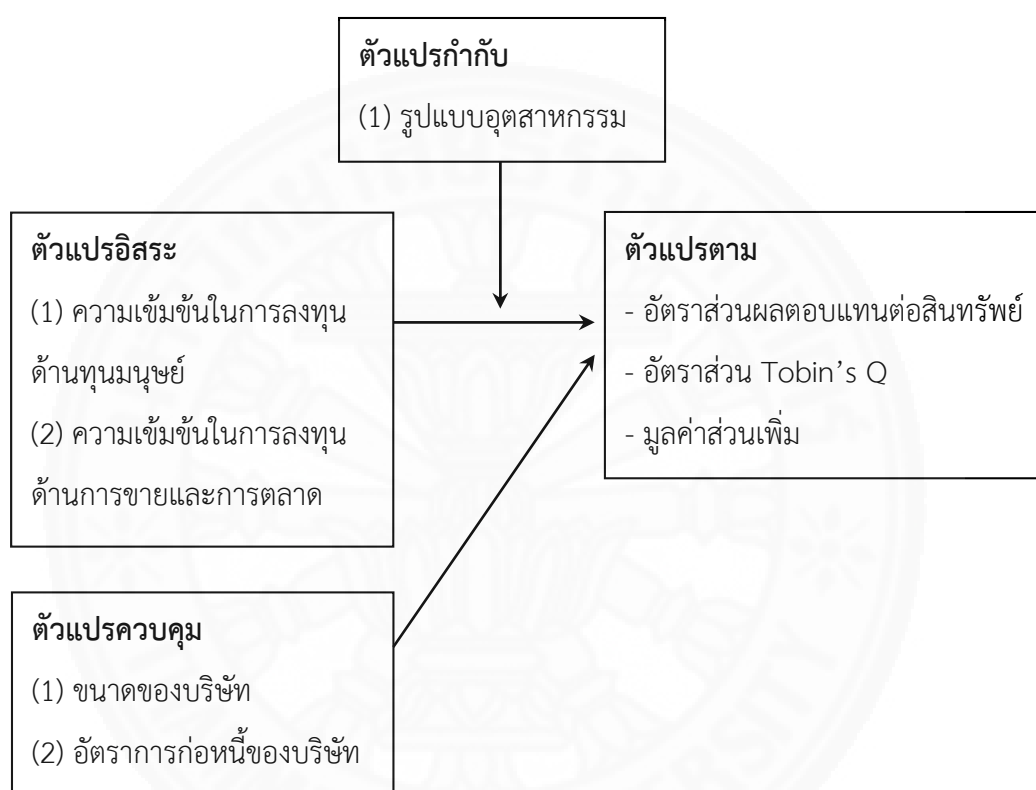 ตัวแปรกำกับ
(1) รูปแบบอุตสาหกรรม
ตัวแปรอิสระ
(1) ความเข้มข้นในการลงทุน
ด้านทุนมนุษย์
(2) ความเข้มข้นในการลงทุน
ด้านการขายและการตลาด
ตัวแปรตาม
- อัตราส่วนผลตอบแทนต่อสินทรัพย์
- อัตราส่วน Tobin’s Q
- มูลค่าส่วนเพิ่ม
ตัวแปรควบคุม
(1) ขนาดของบริษัท
(2) อัตราการก่อหนี้ของบริษัท